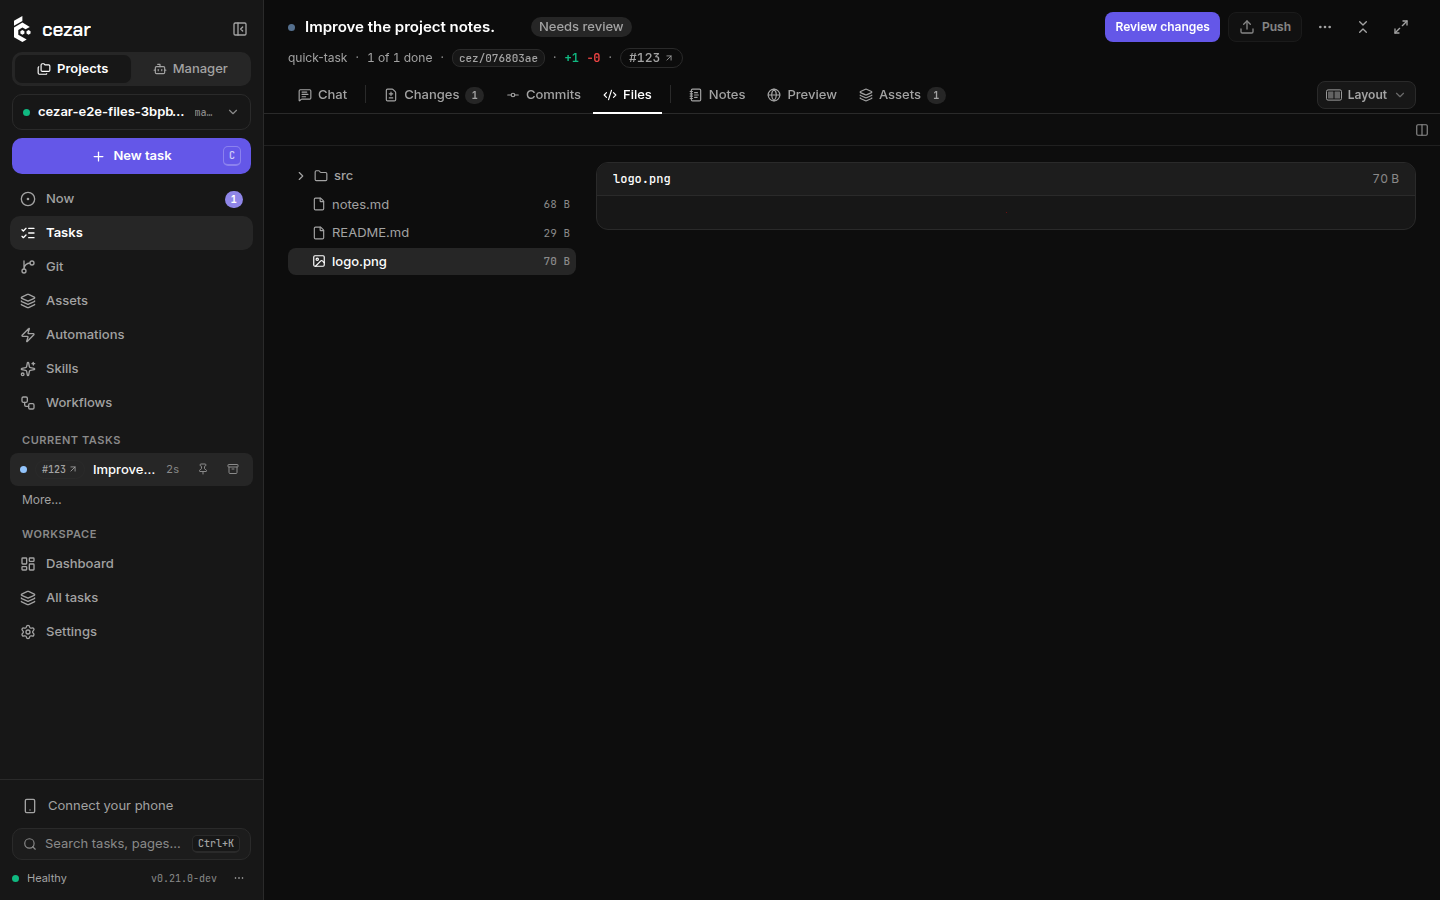 cezar
Projects
Manager
cezar-e2e-files-3bpb... ma...
New task C
Now 1
Tasks
Git
Assets
Automations
Skills
Workflows
CURRENT TASKS
#123 Improve... 2s
More...
WORKSPACE
Dashboard
All tasks
Settings
Connect your phone
Search tasks, pages... Ctrl+K
Healthy v0.21.0-dev
Improve the project notes. Needs review
Review changes
Push
quick-task · 1 of 1 done · cez/076803ae · +1 -0 · #123
Chat
Changes 1
Commits
Files
Notes
Preview
Assets 1
Layout
src
notes.md 68 B
README.md 29 B
logo.png 70 B
logo.png 70 B